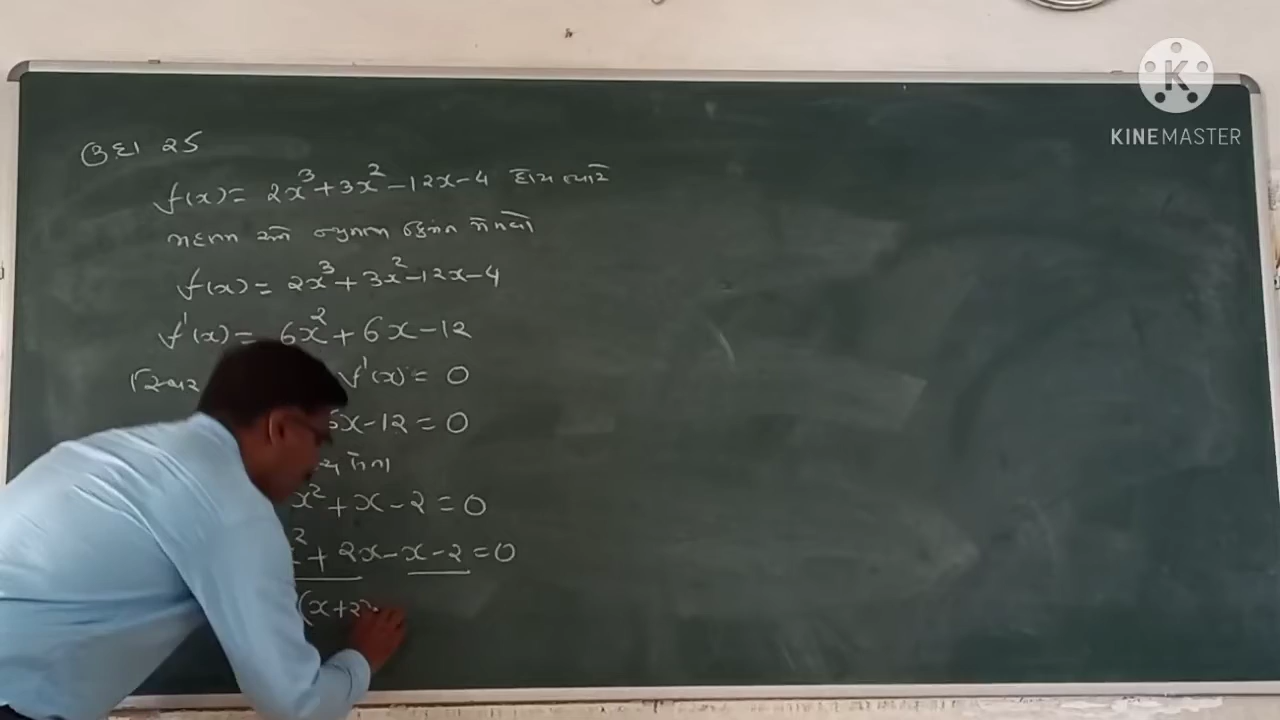 ઉદા 25
f(x) = 2x³ + 3x² - 12x - 4 હોય ત્યારે
મહત્તમ અને ન્યુનતમ કિંમત મેળવો
f(x) = 2x³ + 3x² - 12x - 4
f'(x) = 6x² + 6x - 12
f'(x) = 0
6x - 12 = 0
x² + x - 2 = 0
² + 2x - x - 2 = 0
(x+2)
KINEMASTER